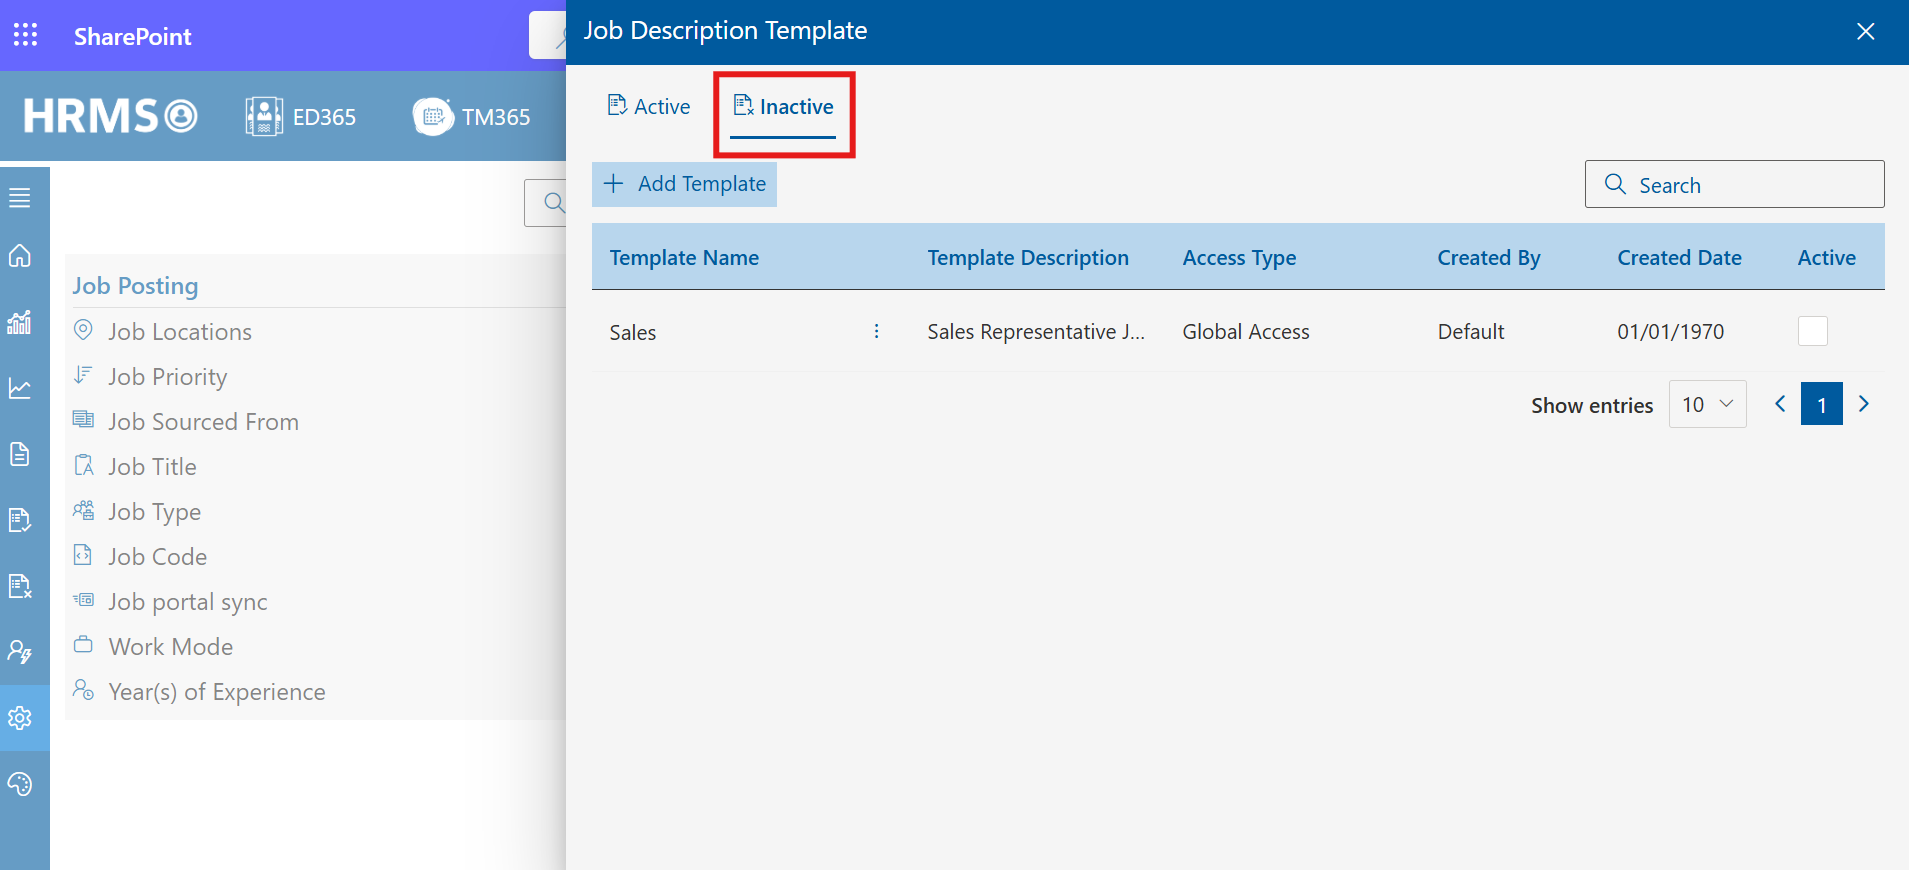 SharePoint
Job Description Template
HRMS
ED365
TM365
Active
Inactive
Add Template
Search
Template Name Template Description Access Type Created By Created Date Active
Sales Sales Representative J... Global Access Default 01/01/1970
Show entries 10 1
Job Posting
Job Locations
Job Priority
Job Sourced From
Job Title
Job Type
Job Code
Job portal sync
Work Mode
Year(s) of Experience